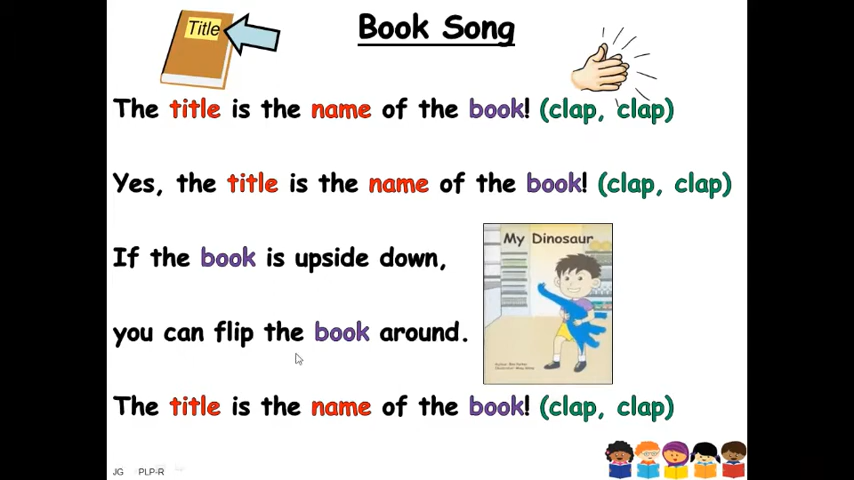 Title
Book Song
The title is the name of the book! (clap, clap)
Yes, the title is the name of the book! (clap, clap)
If the book is upside down,
My Dinosaur
you can flip the book around.
The title is the name of the book! (clap, clap)
JG PLP-R